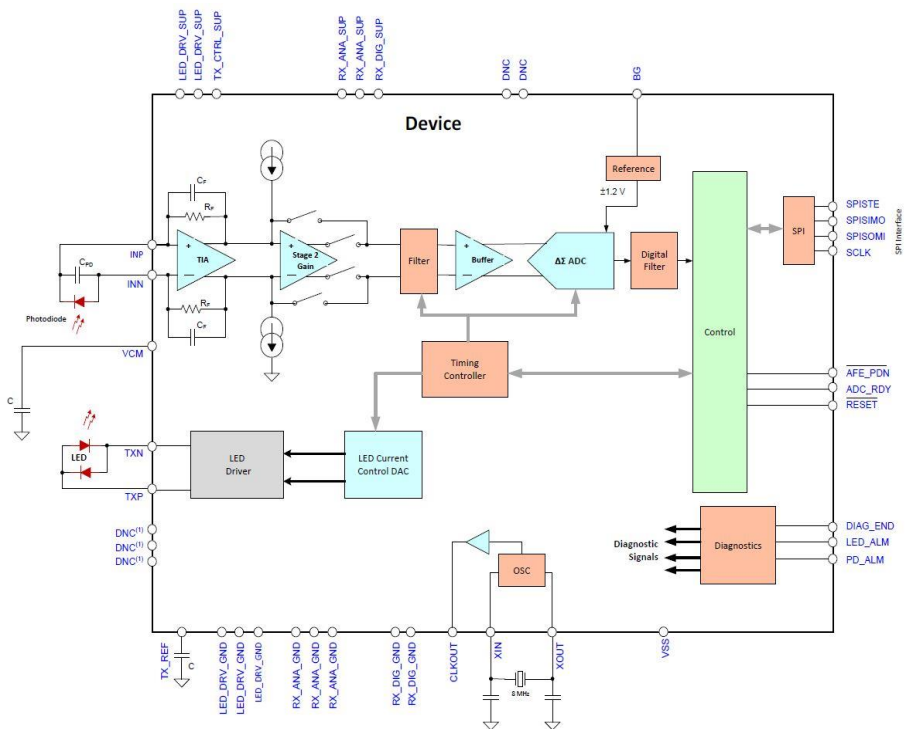 LED_DRV_SUP
LED_DRV_SUP
TX_CTRL_SUP
RX_ANA_SUP
RX_ANA_SUP
RX_DIG_SUP
DNC
DNC
BG
Device
Reference
±1.2 V
CF
RF
INP
TIA
Stage 2
Gain
Filter
Buffer
ΔΣ ADC
Digital
Filter
SPI
SPISTE
SPISIMO
SPISOMI
SCLK
SPI Interface
CPD
INN
Photodiode
RF
CF
VCM
C
Control
Timing
Controller
AFE_PDN
ADC_RDY
RESET
TXN
LED
TXP
LED
Driver
LED Current
Control DAC
DNC(1)
DNC(1)
DNC(1)
Diagnostic
Signals
Diagnostics
DIAG_END
LED_ALM
PD_ALM
OSC
TX_REF
C
LED_DRV_GND
LED_DRV_GND
LED_DRV_GND
RX_ANA_GND
RX_ANA_GND
RX_ANA_GND
RX_DIG_GND
RX_DIG_GND
CLKOUT
XIN
XOUT
8 MHz
VSS